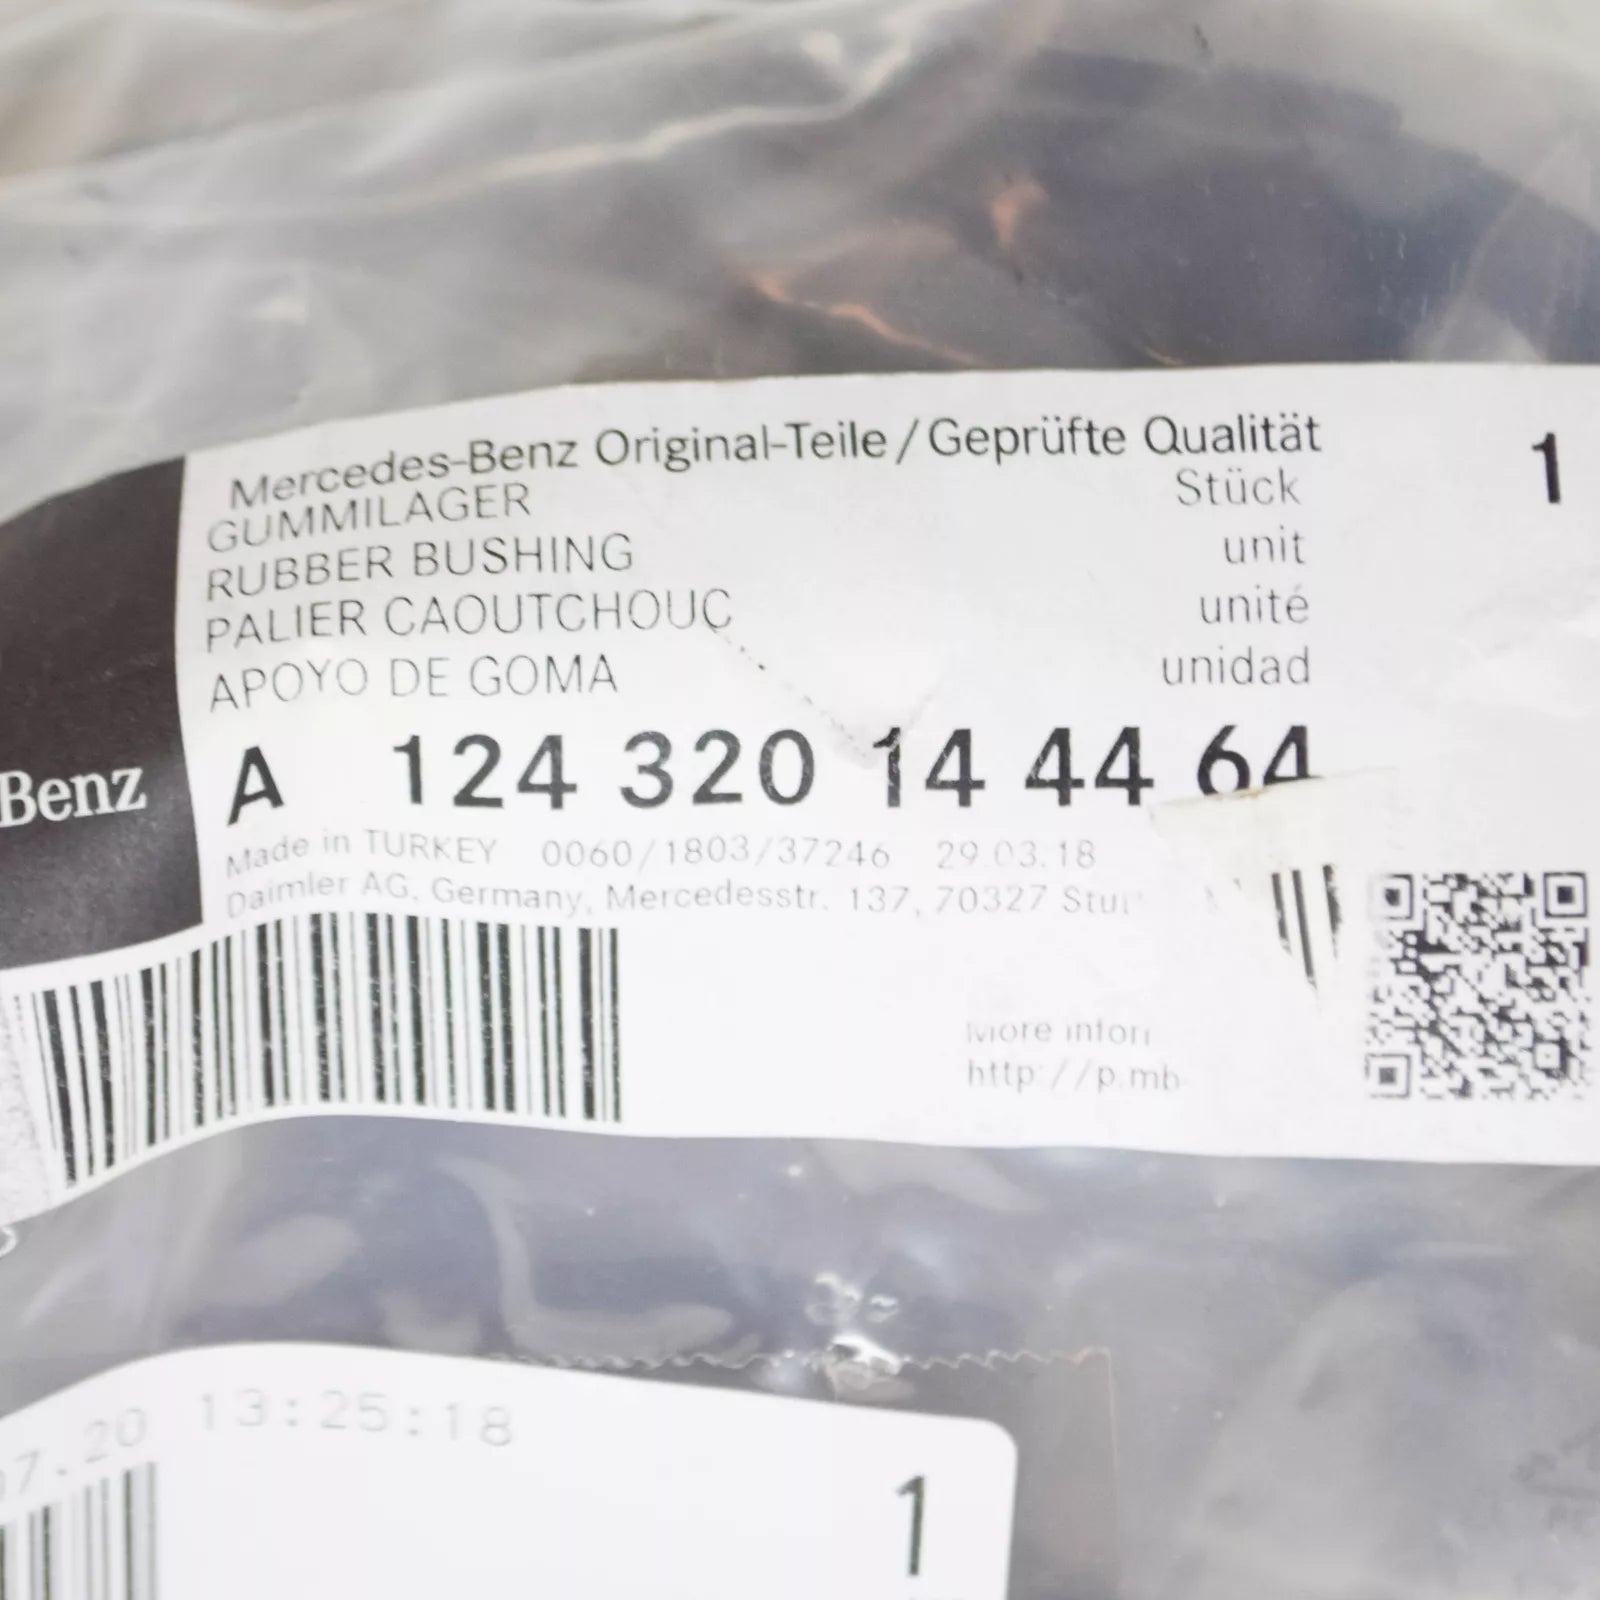 Mercedes-Benz Original-Teile / Geprüfte Qualität
GUMMILAGER Stück 1
RUBBER BUSHING unit
PALIER CAOUTCHOUC unité
APOYO DE GOMA unidad
Benz
A 124 320 14 44 64
Made in TURKEY 0060/1803/37246 29.03.18
Daimler AG, Germany, Mercedesstr. 137, 70327
More
http://p.mb
07.20 13:25:18
1